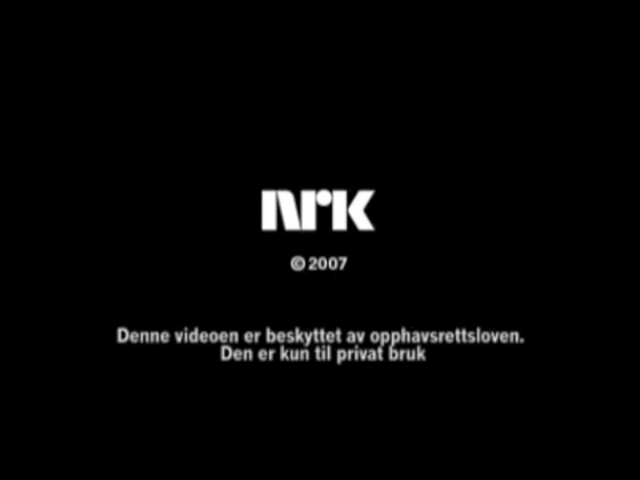 NRK
© 2007
Denne videoen er beskyttet av opphavsrettsloven.
Den er kun til privat bruk